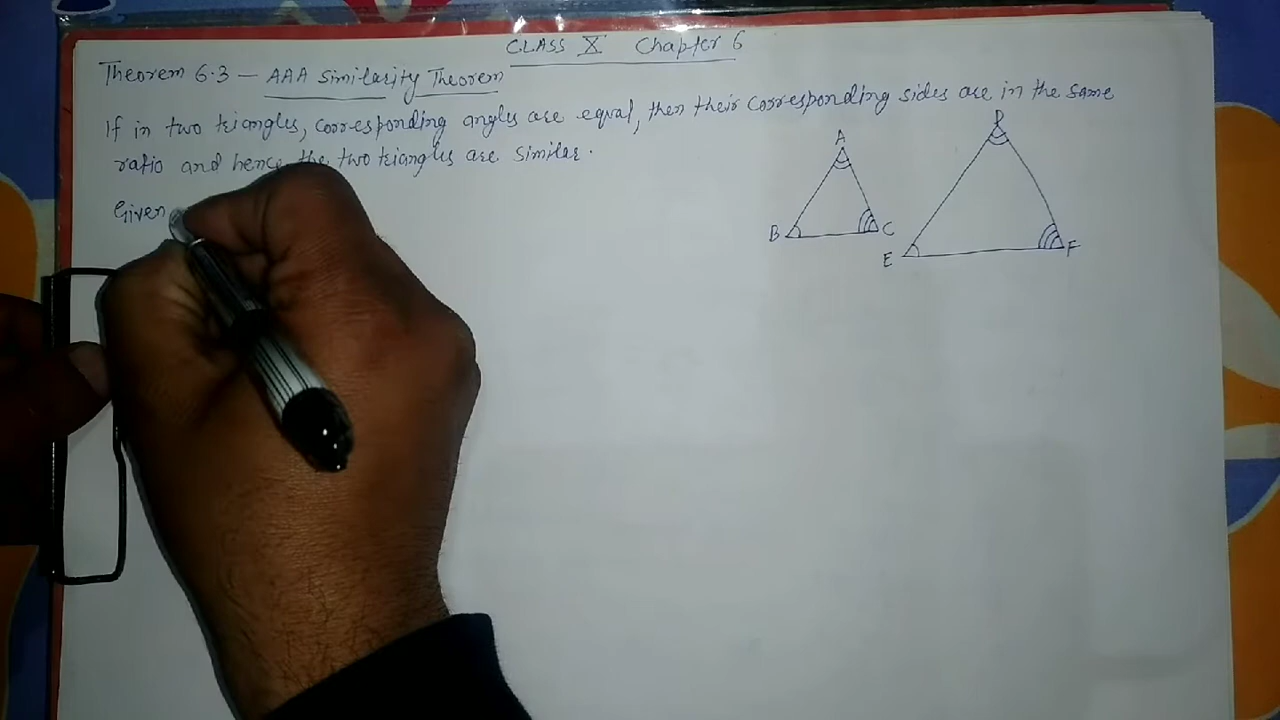 CLASS X Chapter 6
Theorem 6.3 - AAA Similarity Theorem
If in two triangles, corresponding angles are equal, then their corresponding sides are in the same
ratio and hence the two triangles are similar.
Given
A
B
C
D
E
F